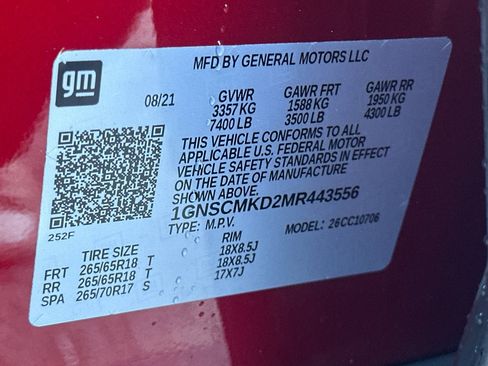 gm
MFD BY GENERAL MOTORS LLC
08/21 GVWR GAWR FRT GAWR RR
3357 KG 1588 KG 1950 KG
7400 LB 3500 LB 4300 LB
THIS VEHICLE CONFORMS TO ALL
APPLICABLE U.S. FEDERAL MOTOR
VEHICLE SAFETY STANDARDS IN EFFECT
ON THE DATE OF MANUFACTURE
SHOWN ABOVE.
1GNSCMKD2MR443556
252F
TYPE: M.P.V. MODEL: 26CC10706
TIRE SIZE RIM
FRT 265/65R18 T 18X8.5J
RR 265/65R18 T 18X8.5J
SPA 265/70R17 S 17X7J